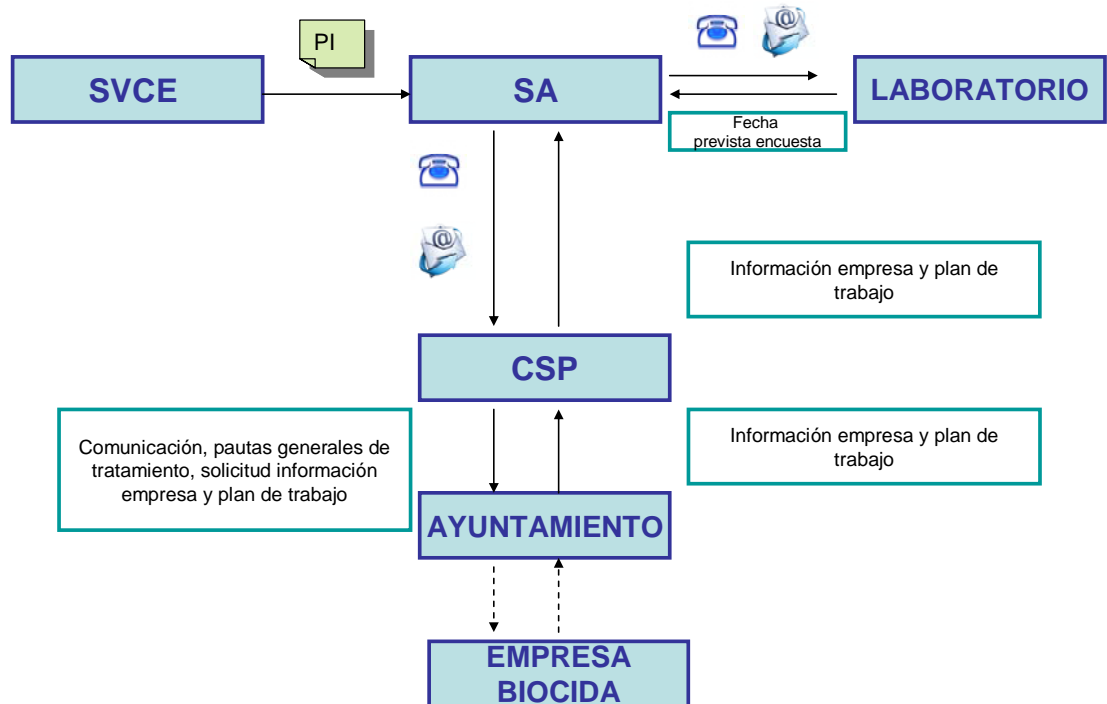 PI
SVCE
SA
LABORATORIO
Fecha
prevista encuesta
Información empresa y plan de
trabajo
CSP
Comunicación, pautas generales de
tratamiento, solicitud información
empresa y plan de trabajo
Información empresa y plan de
trabajo
AYUNTAMIENTO
EMPRESA
BIOCIDA